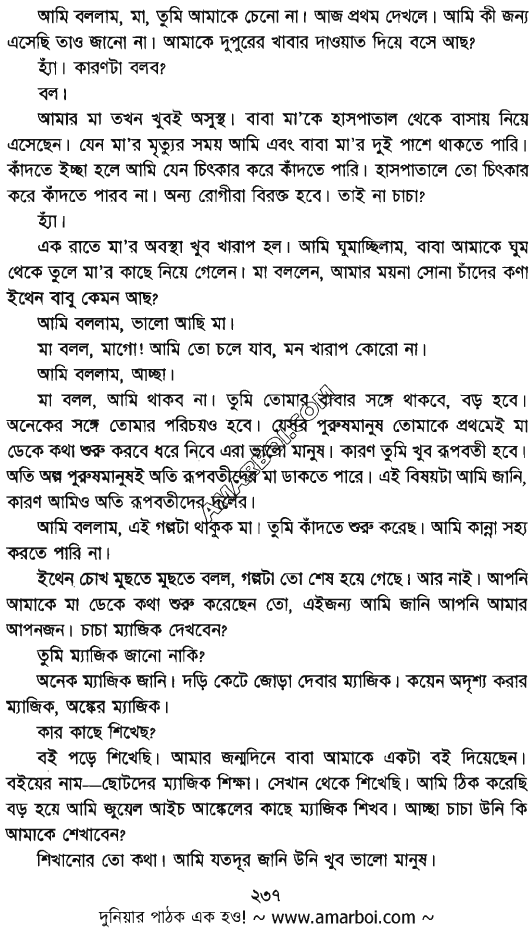 আমি বললাম, মা, তুমি আমাকে চেনো না। আজ প্রথম দেখলে। আমি কী জন্য
এসেছি তাও জানো না। আমাকে দুপুরের খাবার দাওয়াত দিয়ে বসে আছ?
হ্যাঁ। কারণটা বলব?
বল।
আমার মা তখন খুবই অসুস্থ। বাবা মা'কে হাসপাতাল থেকে বাসায় নিয়ে
এসেছেন। যেন মা'র মৃত্যুর সময় আমি এবং বাবা মা'র দুই পাশে থাকতে পারি।
কাঁদতে ইচ্ছা হলে আমি যেন চিৎকার করে কাঁদতে পারি। হাসপাতালে তো চিৎকার
করে কাঁদতে পারব না। অন্য রোগীরা বিরক্ত হবে। তাই না চাচা?
হ্যাঁ।
এক রাতে মা'র অবস্থা খুব খারাপ হল। আমি ঘুমাচ্ছিলাম, বাবা আমাকে ঘুম
থেকে তুলে মা'র কাছে নিয়ে গেলেন। মা বললেন, আমার ময়না সোনা চাঁদের কণা
ইথেন বাবু কেমন আছ?
আমি বললাম, ভালো আছি মা।
মা বলল, মাগো! আমি তো চলে যাব, মন খারাপ কোরো না।
আমি বললাম, আচ্ছা।
মা বলল, আমি থাকব না। তুমি তোমার বাবার সঙ্গে থাকবে, বড় হবে।
অনেকের সঙ্গে তোমার পরিচয়ও হবে। যেসব পুরুষমানুষ তোমাকে প্রথমেই মা
ডেকে কথা শুরু করবে ধরে নিবে এরা ভালো মানুষ। কারণ তুমি খুব রূপবতী হবে।
অতি অল্প পুরুষমানুষই অতি রূপবতীদের মা ডাকতে পারে। এই বিষয়টা আমি জানি,
কারণ আমিও অতি রূপবতীদের দলের।
আমি বললাম, এই গল্পটা থাকুক মা। তুমি কাঁদতে শুরু করেছ। আমি কান্না সহ্য
করতে পারি না।
ইথেন চোখ মুছতে মুছতে বলল, গল্পটা তো শেষ হয়ে গেছে। আর নাই। আপনি
আমাকে মা ডেকে কথা শুরু করেছেন তো, এইজন্য আমি জানি আপনি আমার
আপনজন। চাচা ম্যাজিক দেখবেন?
তুমি ম্যাজিক জানো নাকি?
অনেক ম্যাজিক জানি। দড়ি কেটে জোড়া দেবার ম্যাজিক। কয়েন অদৃশ্য করার
ম্যাজিক, অঙ্কের ম্যাজিক।
কার কাছে শিখেছ?
বই পড়ে শিখেছি। আমার জন্মদিনে বাবা আমাকে একটা বই দিয়েছেন।
বইয়ের নাম—ছোটদের ম্যাজিক শিক্ষা। সেখান থেকে শিখেছি। আমি ঠিক করেছি
বড় হয়ে আমি জুয়েল আইচ আঙ্কেলের কাছে ম্যাজিক শিখব। আচ্ছা চাচা উনি কি
আমাকে শেখাবেন?
শিখানোর তো কথা। আমি যতদূর জানি উনি খুব ভালো মানুষ।
২৩৭
দুনিয়ার পাঠক এক হও! ~ www.amarboi.com ~
AMARBOI.COM